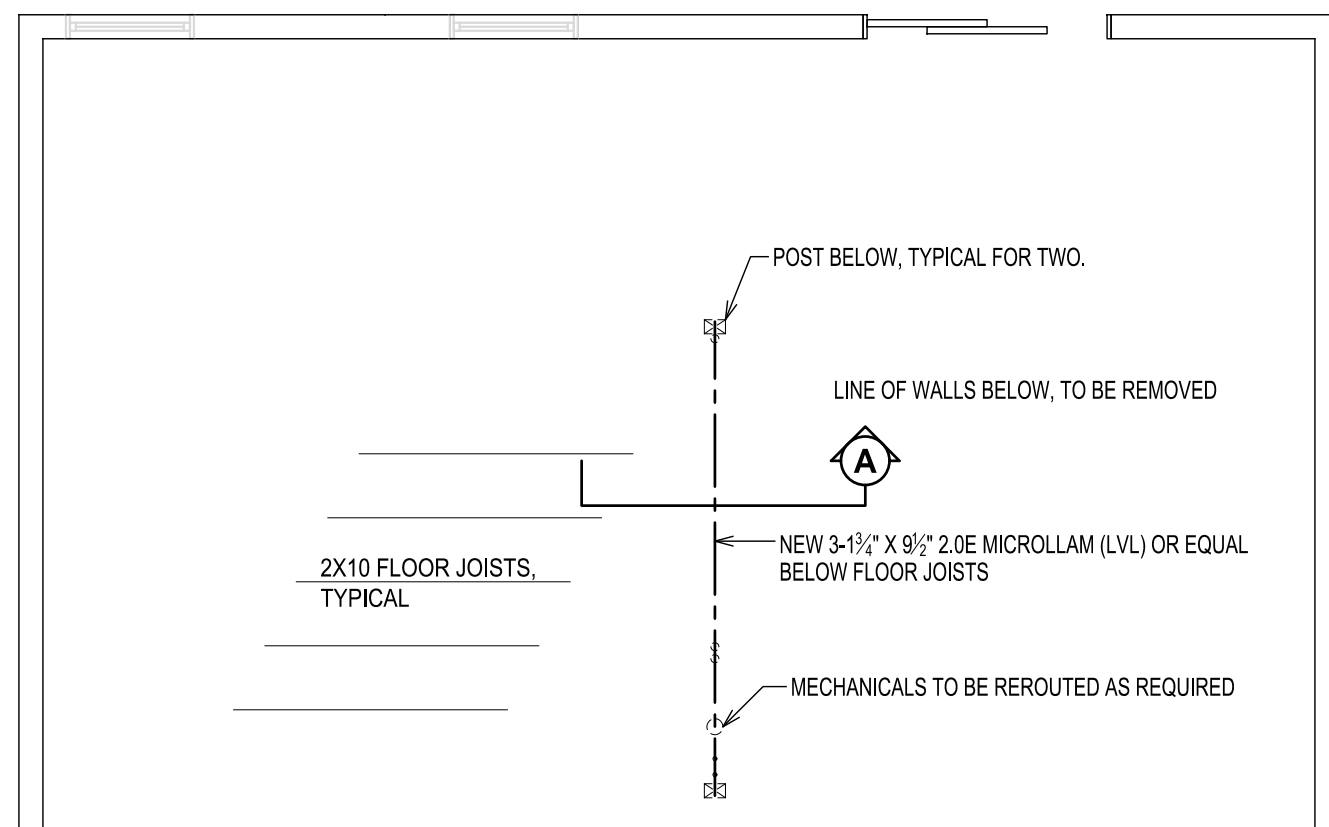 POST BELOW, TYPICAL FOR TWO.
LINE OF WALLS BELOW, TO BE REMOVED
A
NEW 3-1¾" X 9½" 2.0E MICROLLAM (LVL) OR EQUAL
BELOW FLOOR JOISTS
2X10 FLOOR JOISTS,
TYPICAL
MECHANICALS TO BE REROUTED AS REQUIRED